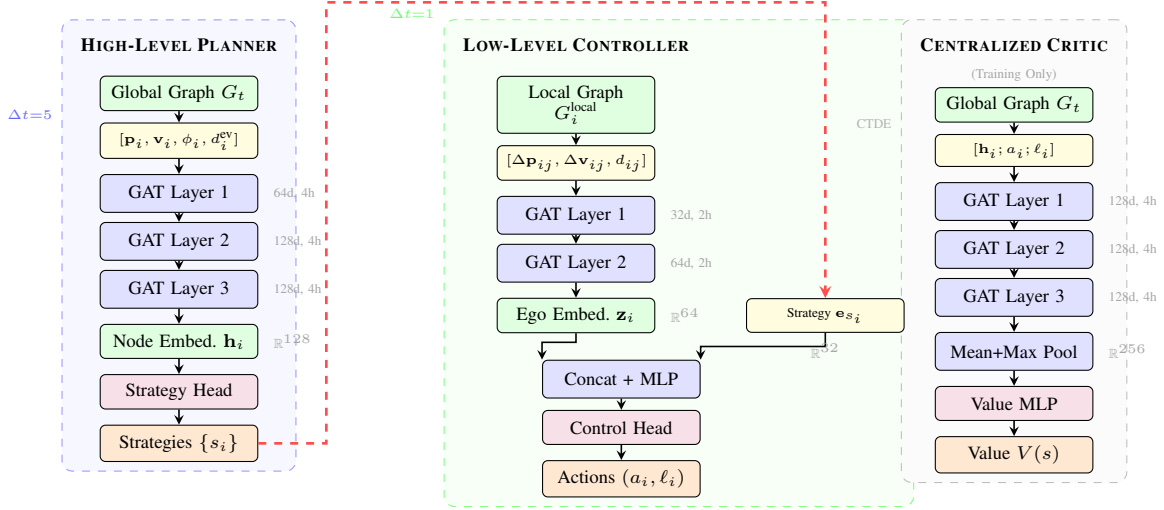 Δt=5
HIGH-LEVEL PLANNER
Global Graph G_t
[p_i, v_i, ϕ_i, d_i^ev]
GAT Layer 1
64d, 4h
GAT Layer 2
128d, 4h
GAT Layer 3
128d, 4h
Node Embed. h_i
ℝ^128
Strategy Head
Strategies {s_i}
Δt=1
LOW-LEVEL CONTROLLER
Local Graph
G_i^local
[Δp_ij, Δv_ij, d_ij]
GAT Layer 1
32d, 2h
GAT Layer 2
64d, 2h
Ego Embed. z_i
ℝ^64
Strategy e_{s_i}
ℝ^32
Concat + MLP
Control Head
Actions (a_i, ℓ_i)
CTDE
CENTRALIZED CRITIC
(Training Only)
Global Graph G_t
[h_i; a_i; ℓ_i]
GAT Layer 1
128d, 4h
GAT Layer 2
128d, 4h
GAT Layer 3
128d, 4h
Mean+Max Pool
ℝ^256
Value MLP
Value V(s)